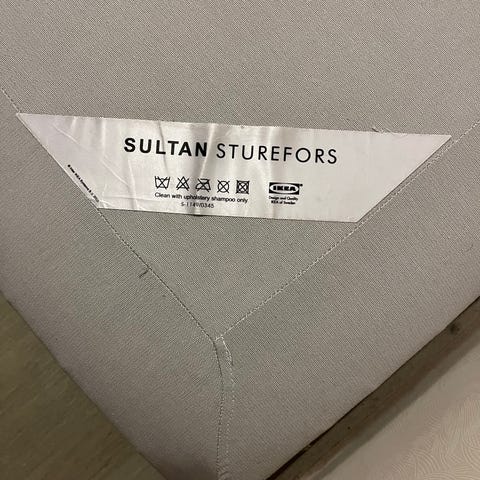 SULTAN STUREFORS
IKEA
Clean with upholstery shampoo only.
Design and Quality
IKEA of Sweden